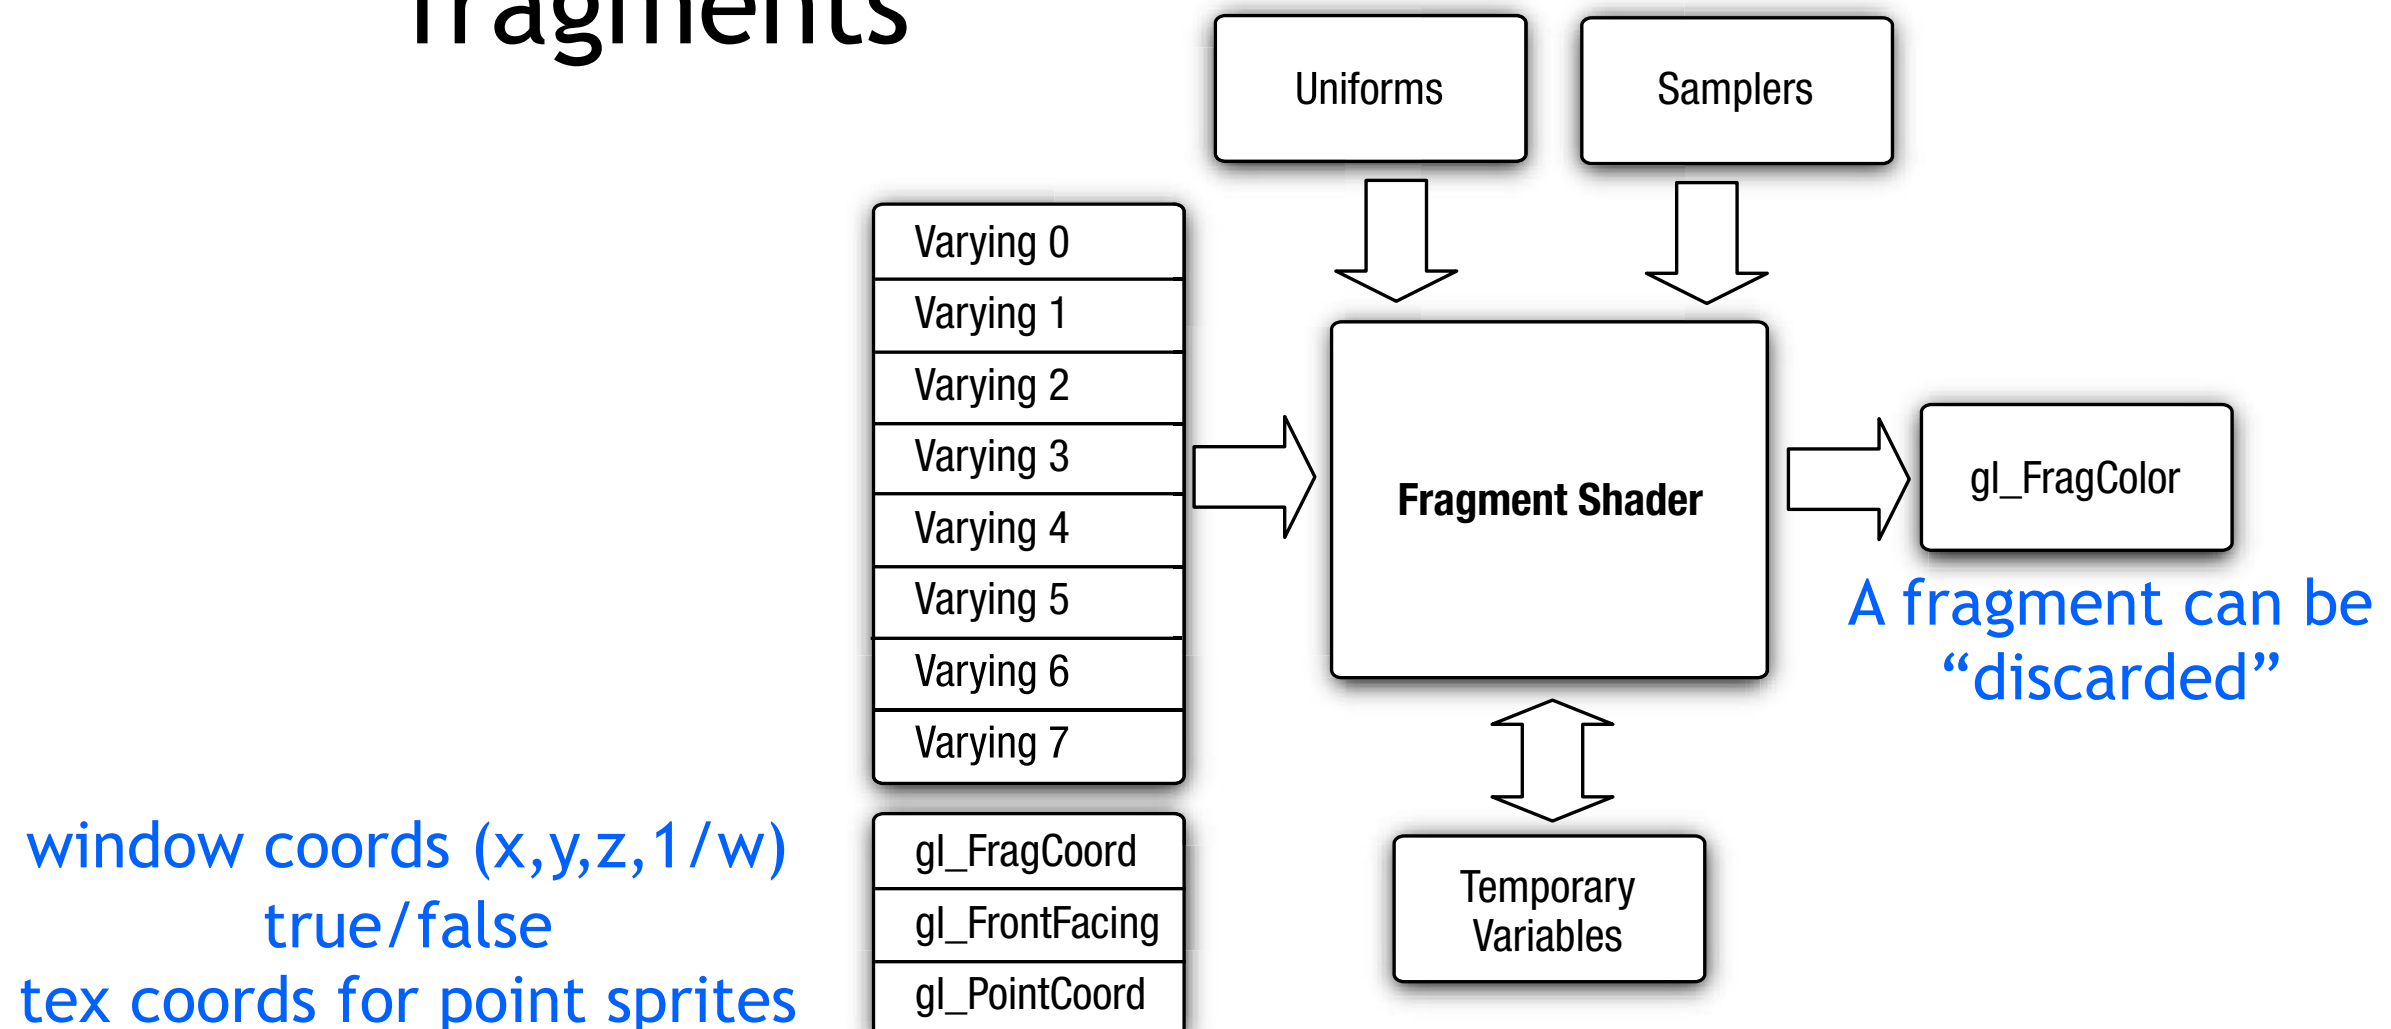 fragments
Uniforms
Samplers
Varying 0
Varying 1
Varying 2
Varying 3
Varying 4
Varying 5
Varying 6
Varying 7
Fragment Shader
gl_FragColor
A fragment can be
“discarded”
window coords (x,y,z,1/w)
true/false
tex coords for point sprites
gl_FragCoord
gl_FrontFacing
gl_PointCoord
Temporary
Variables